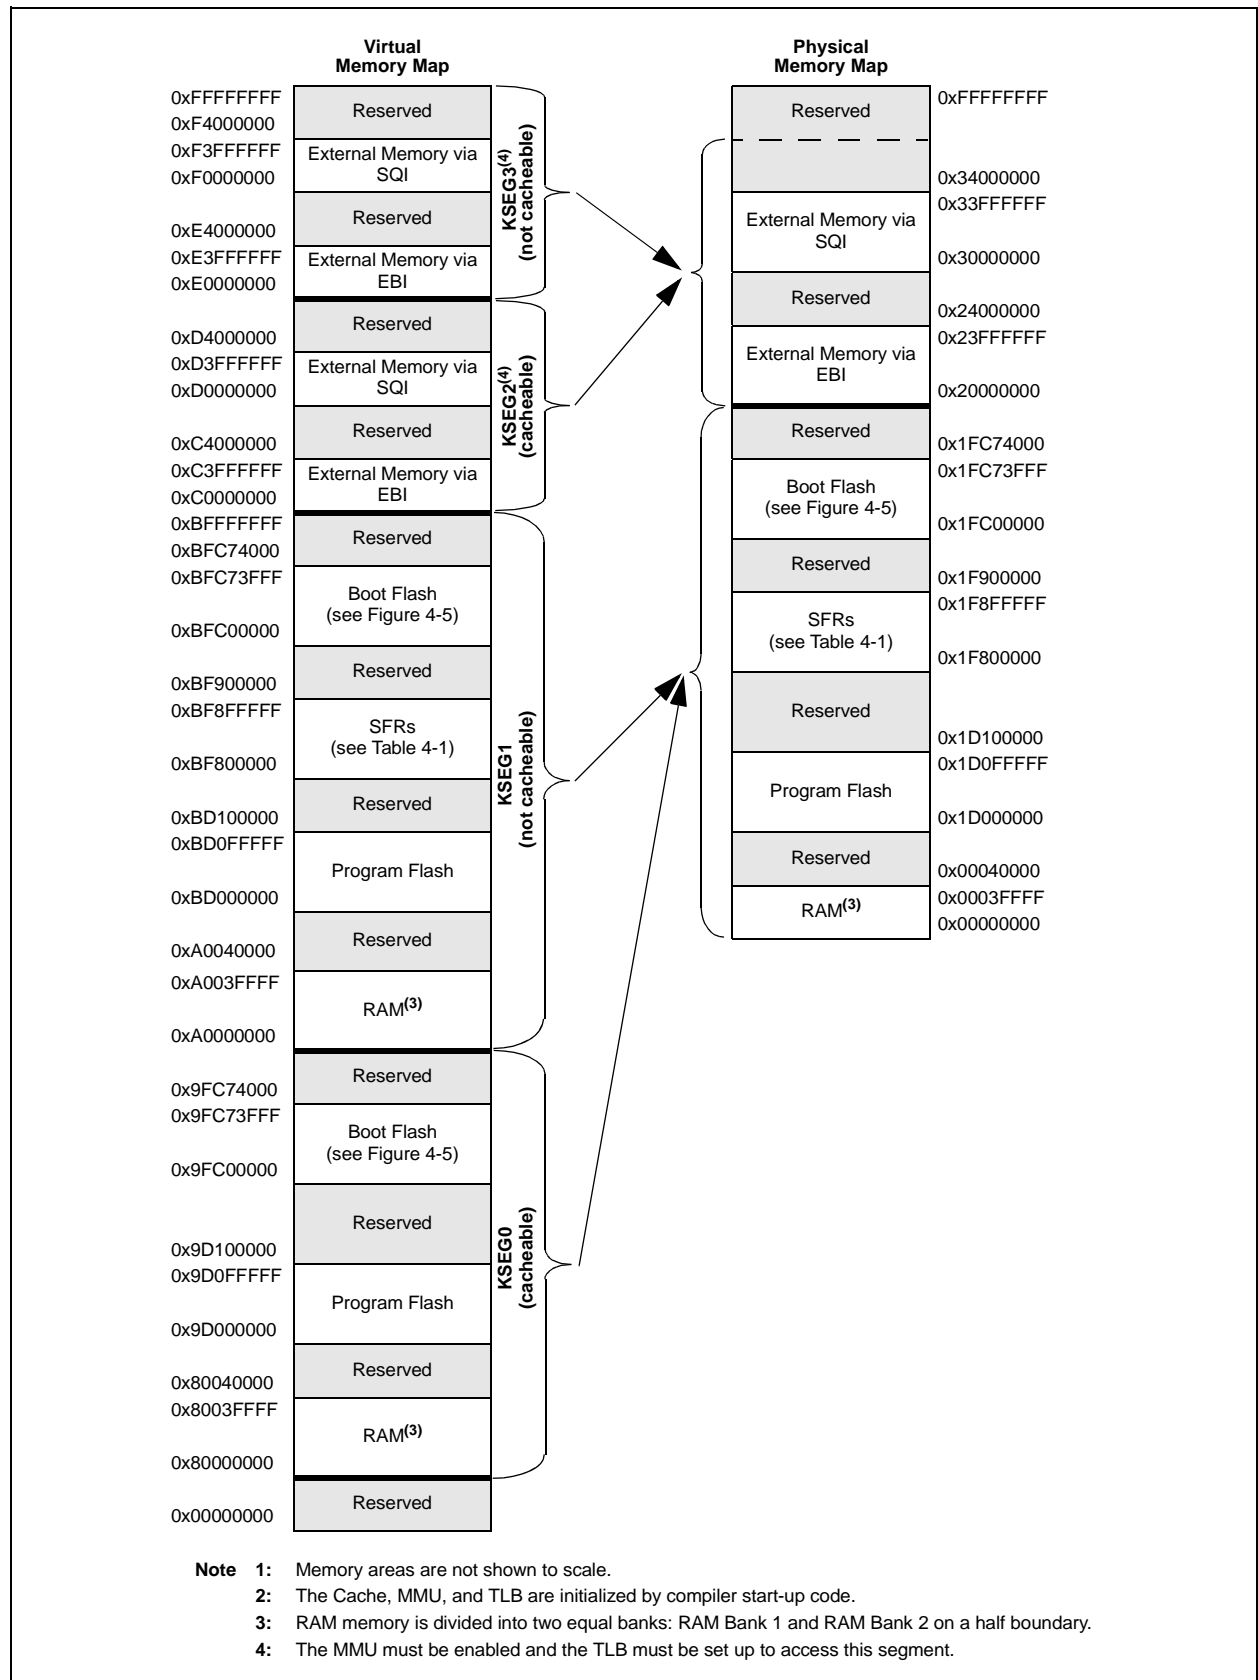 Virtual
Memory Map
0xFFFFFFFF
Reserved
0xF4000000
0xF3FFFFFF
External Memory via
SQI
0xF0000000
Reserved
0xE4000000
0xE3FFFFFF
External Memory via
EBI
0xE0000000
KSEG3(4)
(not cacheable)
Reserved
0xD4000000
0xD3FFFFFF
External Memory via
SQI
0xD0000000
Reserved
0xC4000000
0xC3FFFFFF
External Memory via
EBI
0xC0000000
KSEG2(4)
(cacheable)
0xBFFFFFFF
Reserved
0xBFC74000
0xBFC73FFF
Boot Flash
(see Figure 4-5)
0xBFC00000
Reserved
0xBF900000
0xBF8FFFFF
SFRs
(see Table 4-1)
0xBF800000
Reserved
0xBD100000
0xBD0FFFFF
Program Flash
0xBD000000
Reserved
0xA0040000
0xA003FFFF
RAM(3)
0xA0000000
KSEG1
(not cacheable)
Reserved
0x9FC74000
0x9FC73FFF
Boot Flash
(see Figure 4-5)
0x9FC00000
Reserved
0x9D100000
0x9D0FFFFF
Program Flash
0x9D000000
Reserved
0x80040000
0x8003FFFF
RAM(3)
0x80000000
KSEG0
(cacheable)
Reserved
0x00000000
Physical
Memory Map
Reserved
0xFFFFFFFF
0x34000000
0x33FFFFFF
External Memory via
SQI
0x30000000
Reserved
0x24000000
0x23FFFFFF
External Memory via
EBI
0x20000000
Reserved
0x1FC74000
0x1FC73FFF
Boot Flash
(see Figure 4-5)
0x1FC00000
Reserved
0x1F900000
0x1F8FFFFF
SFRs
(see Table 4-1)
0x1F800000
Reserved
0x1D100000
0x1D0FFFFF
Program Flash
0x1D000000
Reserved
0x00040000
0x0003FFFF
RAM(3)
0x00000000
Note 1: Memory areas are not shown to scale.
2: The Cache, MMU, and TLB are initialized by compiler start-up code.
3: RAM memory is divided into two equal banks: RAM Bank 1 and RAM Bank 2 on a half boundary.
4: The MMU must be enabled and the TLB must be set up to access this segment.